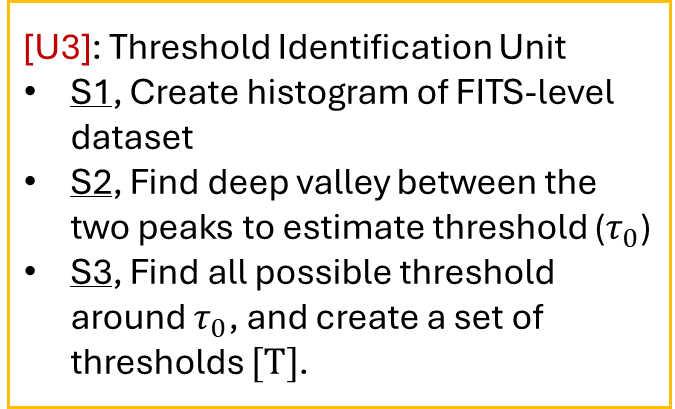 [U3]: Threshold Identification Unit
• S1, Create histogram of FITS-level
dataset
• S2, Find deep valley between the
two peaks to estimate threshold (τ₀)
• S3, Find all possible threshold
around τ₀, and create a set of
thresholds [T].